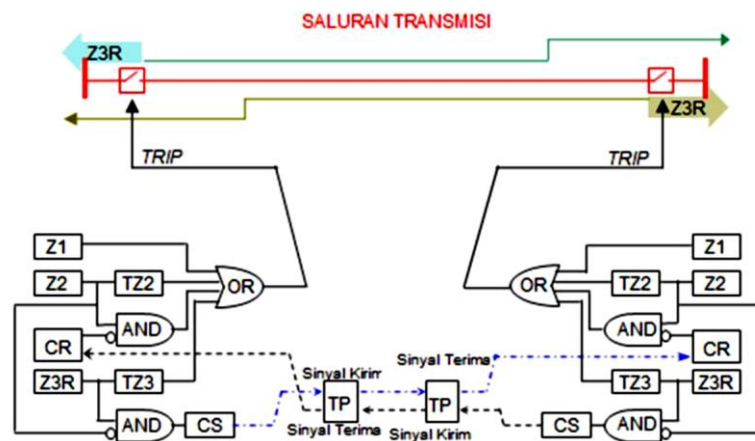 SALURAN TRANSMISI
Z3R
Z3R
TRIP
TRIP
Z1
Z1
Z2
TZ2
OR
OR
TZ2
Z2
AND
AND
CR
CR
Sinyal Kirim
Sinyal Terima
Z3R
TZ3
TP
TP
TZ3
Z3R
AND
CS
Sinyal Terima
Sinyal Kirim
CS
AND